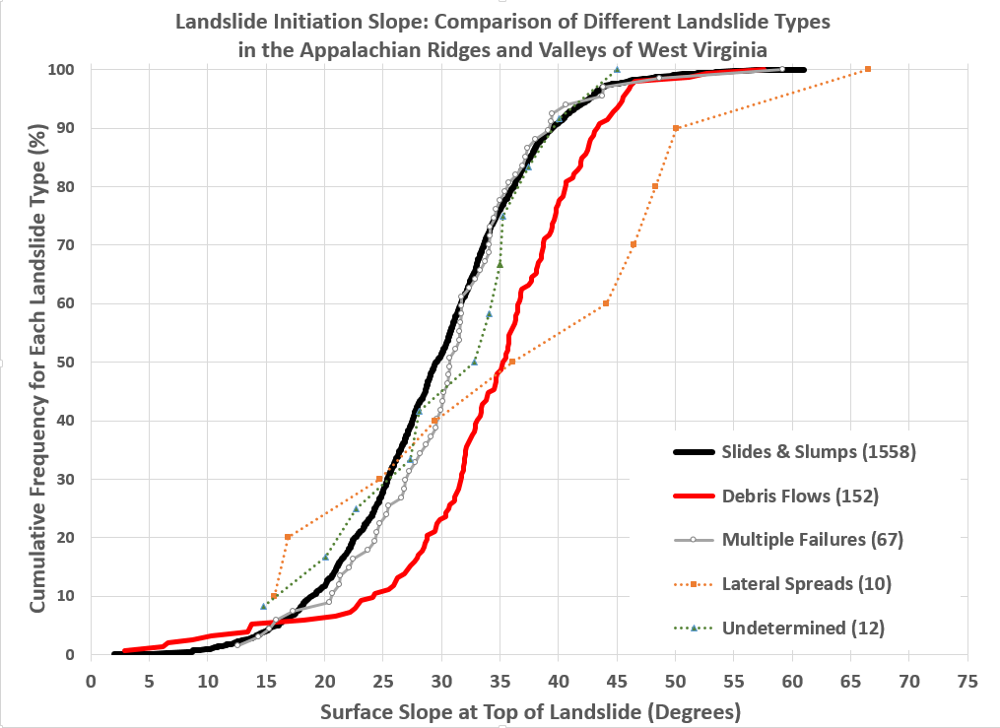 Landslide Initiation Slope: Comparison of Different Landslide Types
in the Appalachian Ridges and Valleys of West Virginia
Cumulative Frequency for Each Landslide Type (%)
100
90
80
70
60
50
40
30
20
10
0
Slides & Slumps (1558)
Debris Flows (152)
Multiple Failures (67)
Lateral Spreads (10)
Undetermined (12)
0 5 10 15 20 25 30 35 40 45 50 55 60 65 70 75
Surface Slope at Top of Landslide (Degrees)